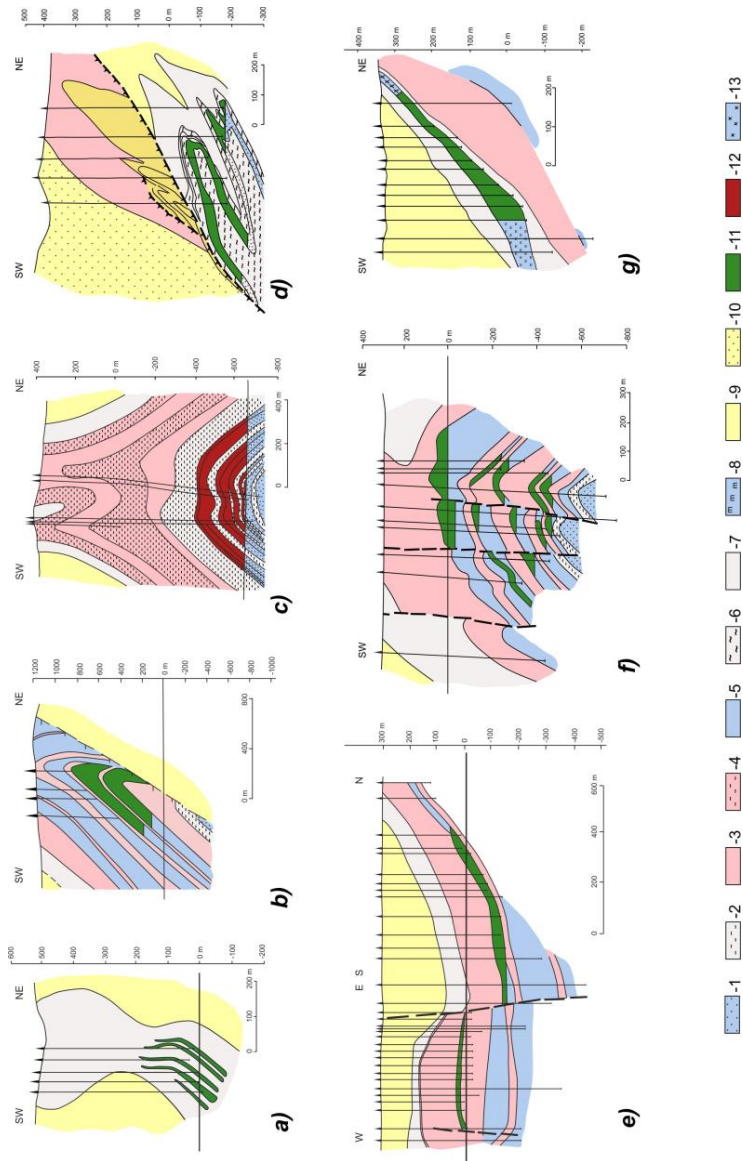 SW NE
600
500
400
300
200
100
0 m
-100
-200
0 100 200 m
a)
SW NE
1200
1000
800
600
400
200
0 m
-200
-400
-600
-800
-1000
0 m 400 800
b)
SW NE
400
200
0 m
-200
-400
-600
-800
0 200 400 m
c)
SW NE
500
400
300
200
100
0 m
-100
-200
-300
0 100 200 m
d)
W E S N
300 m
200
100
0
-100
-200
-300
-400
-500
0 200 400 600 m
e)
SW NE
400
200
0 m
-200
-400
-600
-800
0 100 200 300 m
f)
SW NE
400 m
300
200
100
0 m
-100
-200 m
0 100 200 m
g)
-1 -2 -3 -4 -5 -6 -7 m m m -8 -9 -10 -11 -12 -13